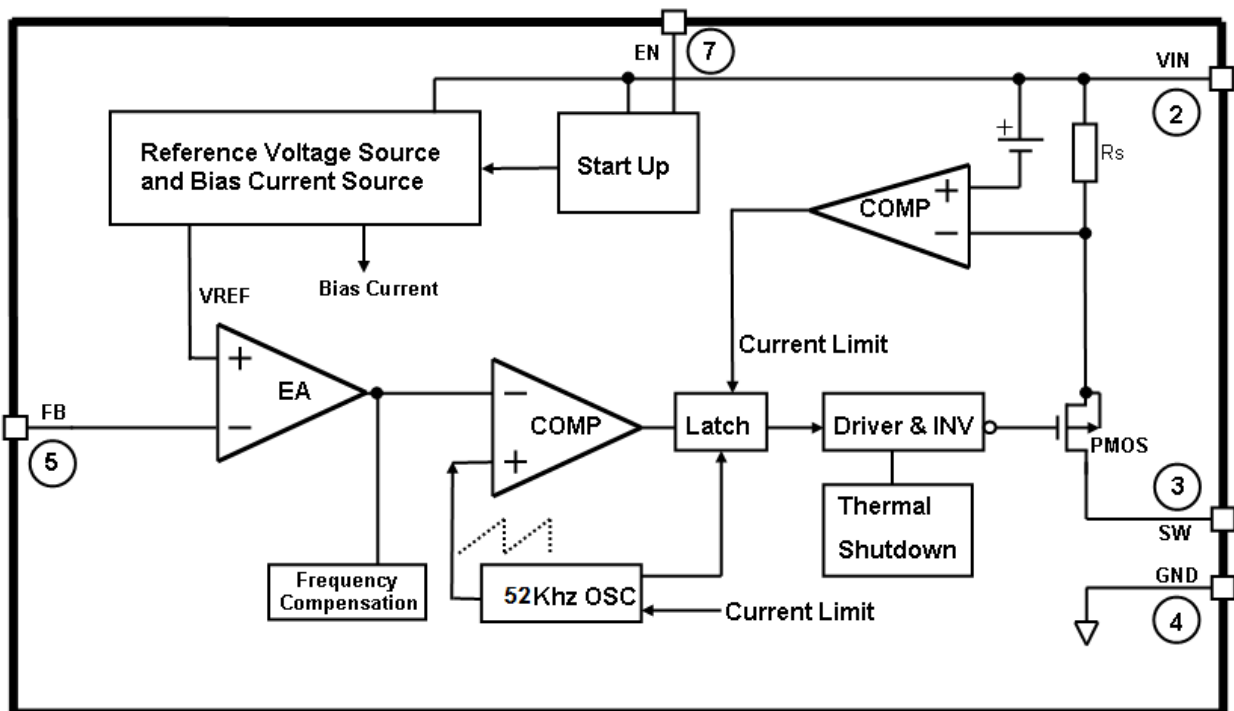 EN
7
VIN
2
Reference Voltage Source
and Bias Current Source
Start Up
+
Rs
+
COMP
−
Bias Current
VREF
Current Limit
+
EA
−
FB
5
−
COMP
+
Latch
Driver & INV
PMOS
Thermal
Shutdown
3
SW
Frequency
Compensation
52Khz OSC
Current Limit
GND
4